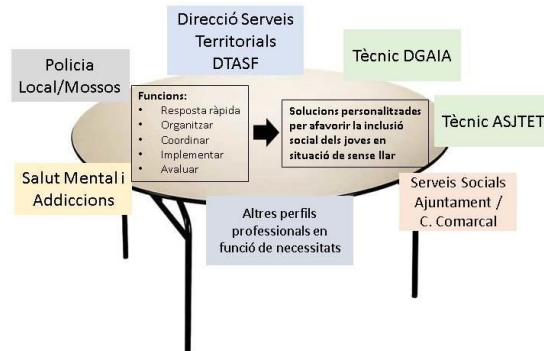 Direcció Serveis
Territorials
DTASF
Tècnic DGAIA
Policia
Local/Mossos
Funcions:
• Resposta ràpida
• Organitzar
• Coordinar
• Implementar
• Avaluar
Solucions personalitzades
per afavorir la inclusió
social dels joves en
situació de sense llar
Tècnic ASJTET
Salut Mental i
Addiccions
Altres perfils
professionals en
funció de necessitats
Serveis Socials
Ajuntament /
C. Comarcal